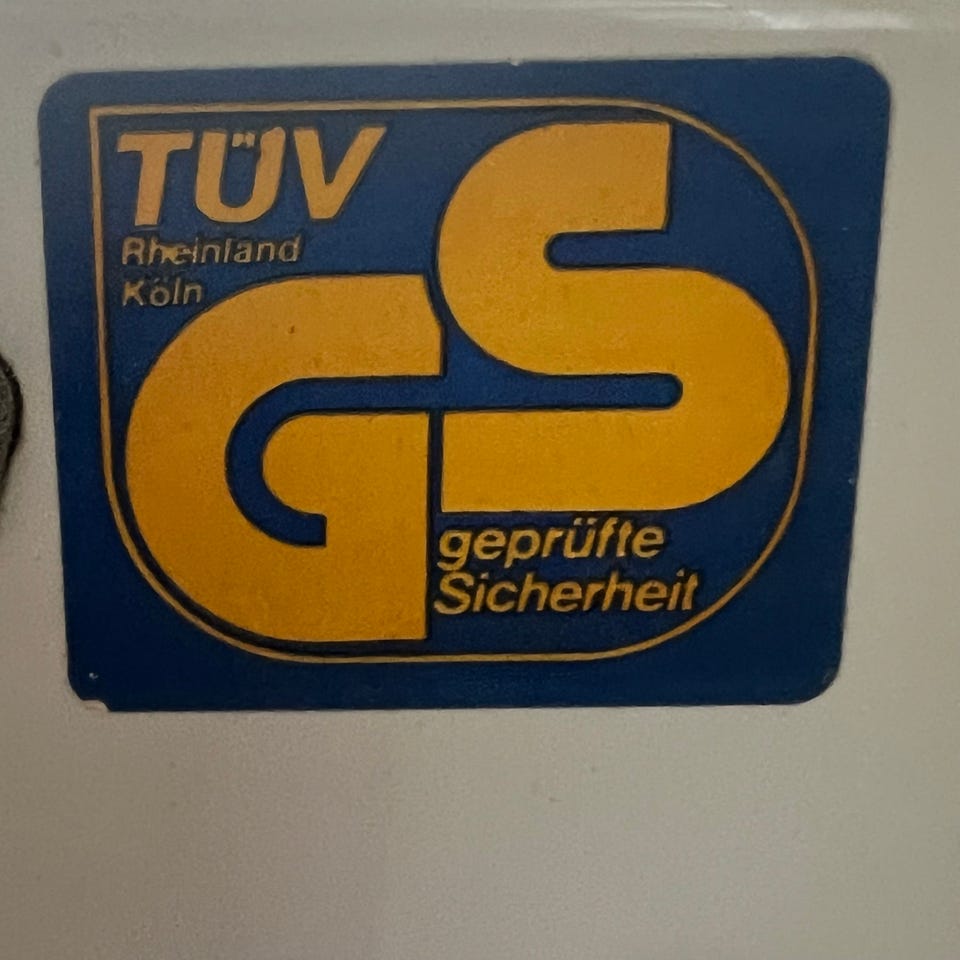 TÜV
Rheinland
Köln
GS
geprüfte
Sicherheit